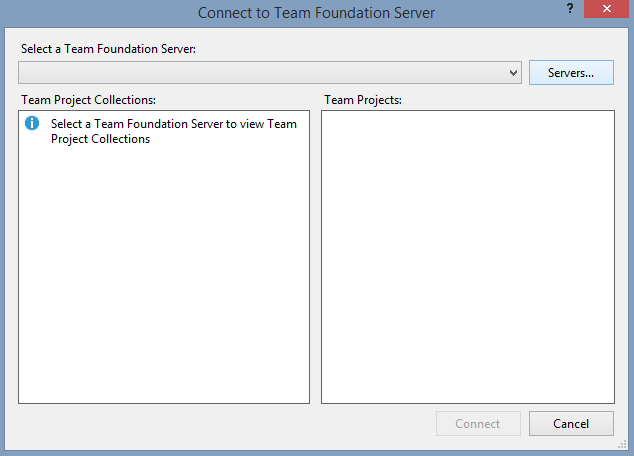 Connect to Team Foundation Server
?
Select a Team Foundation Server:
Servers...
Team Project Collections:
Team Projects:
Select a Team Foundation Server to view Team
Project Collections
Connect
Cancel